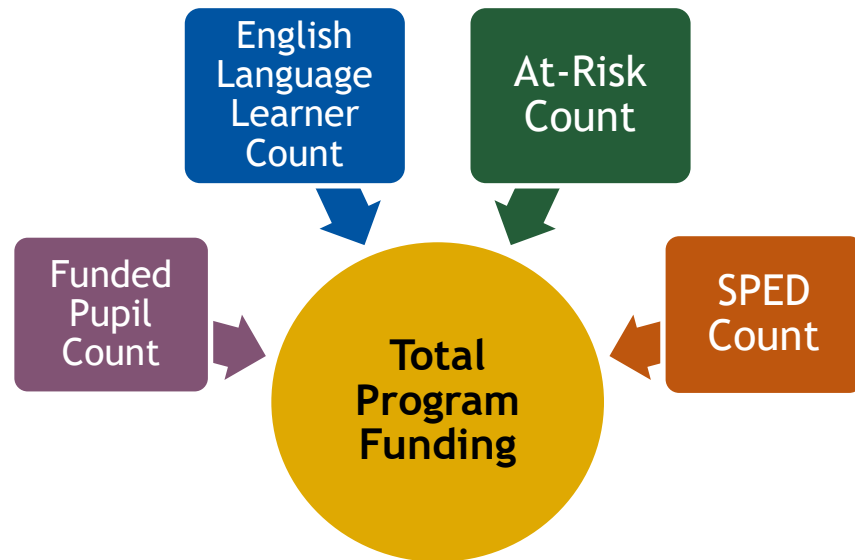 English
Language
Learner
Count
At-Risk
Count
Funded
Pupil
Count
SPED
Count
Total
Program
Funding